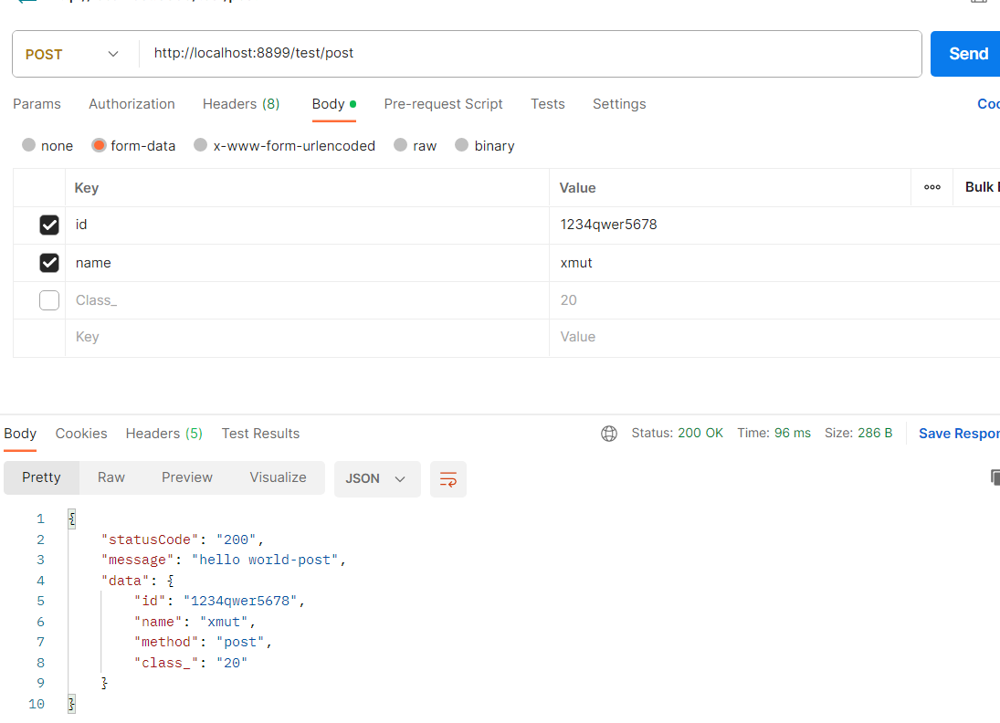 POST http://localhost:8899/test/post Send
Params Authorization Headers (8) Body Pre-request Script Tests Settings
none form-data x-www-form-urlencoded raw binary
Key Value Bulk
id 1234qwer5678
name xmut
Class_ 20
Key Value
Body Cookies Headers (5) Test Results Status: 200 OK Time: 96 ms Size: 286 B Save
Pretty Raw Preview Visualize JSON
1 {
2 "statusCode": "200",
3 "message": "hello world-post",
4 "data": {
5 "id": "1234qwer5678",
6 "name": "xmut",
7 "method": "post",
8 "class_": "20"
9 }
10 }